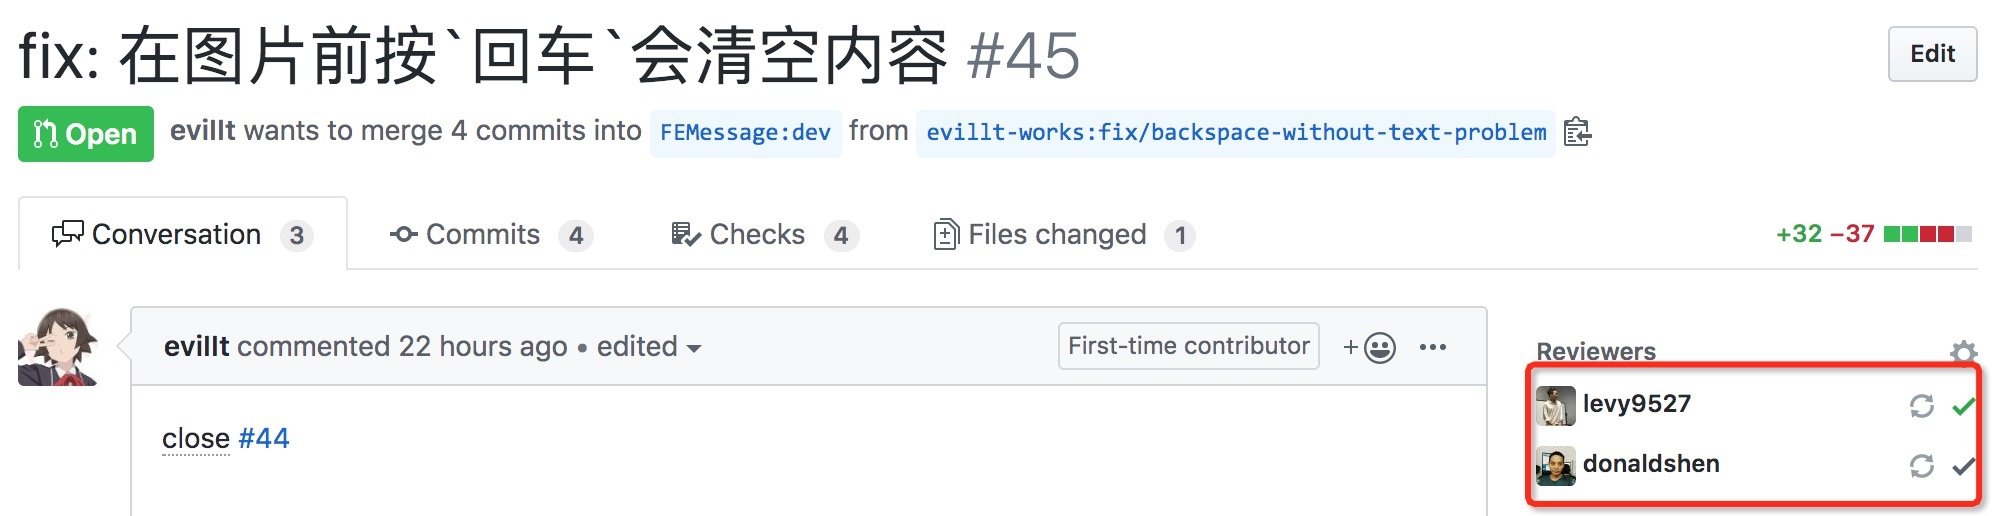 fix: 在图片前按`回车`会清空内容 #45
Edit
Open
evillt wants to merge 4 commits into FEMessage:dev from evillt-works:fix/backspace-without-text-problem
Conversation 3
Commits 4
Checks 4
Files changed 1
+32 −37
evillt commented 22 hours ago • edited
First-time contributor
Reviewers
levy9527
donaldshen
close #44